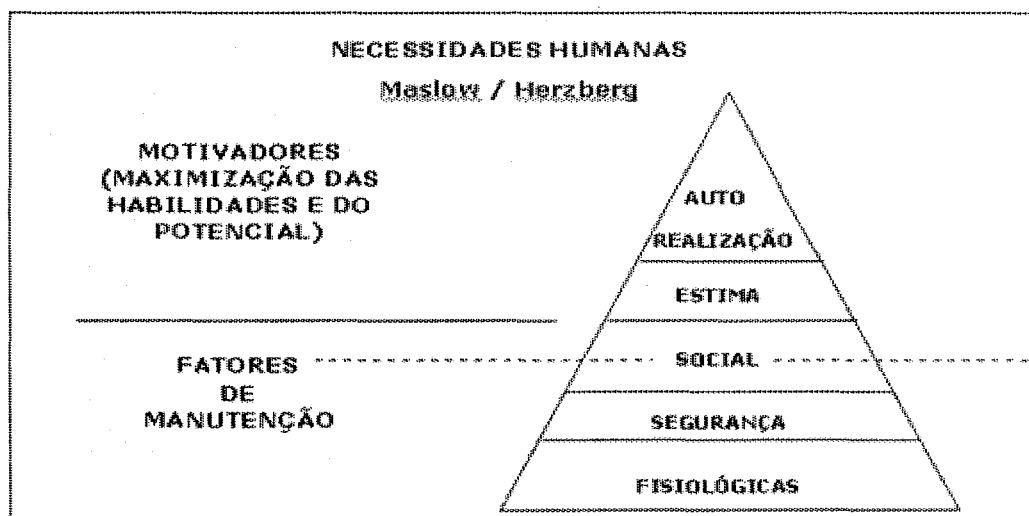 NECESSIDADES HUMANAS
Maslow / Herzberg
MOTIVADORES
(MAXIMIZAÇÃO DAS
HABILIDADES E DO
POTENCIAL)
AUTO
REALIZAÇÃO
ESTIMA
SOCIAL
FATORES
DE
MANUTENÇÃO
SEGURANÇA
FISIOLÓGICAS